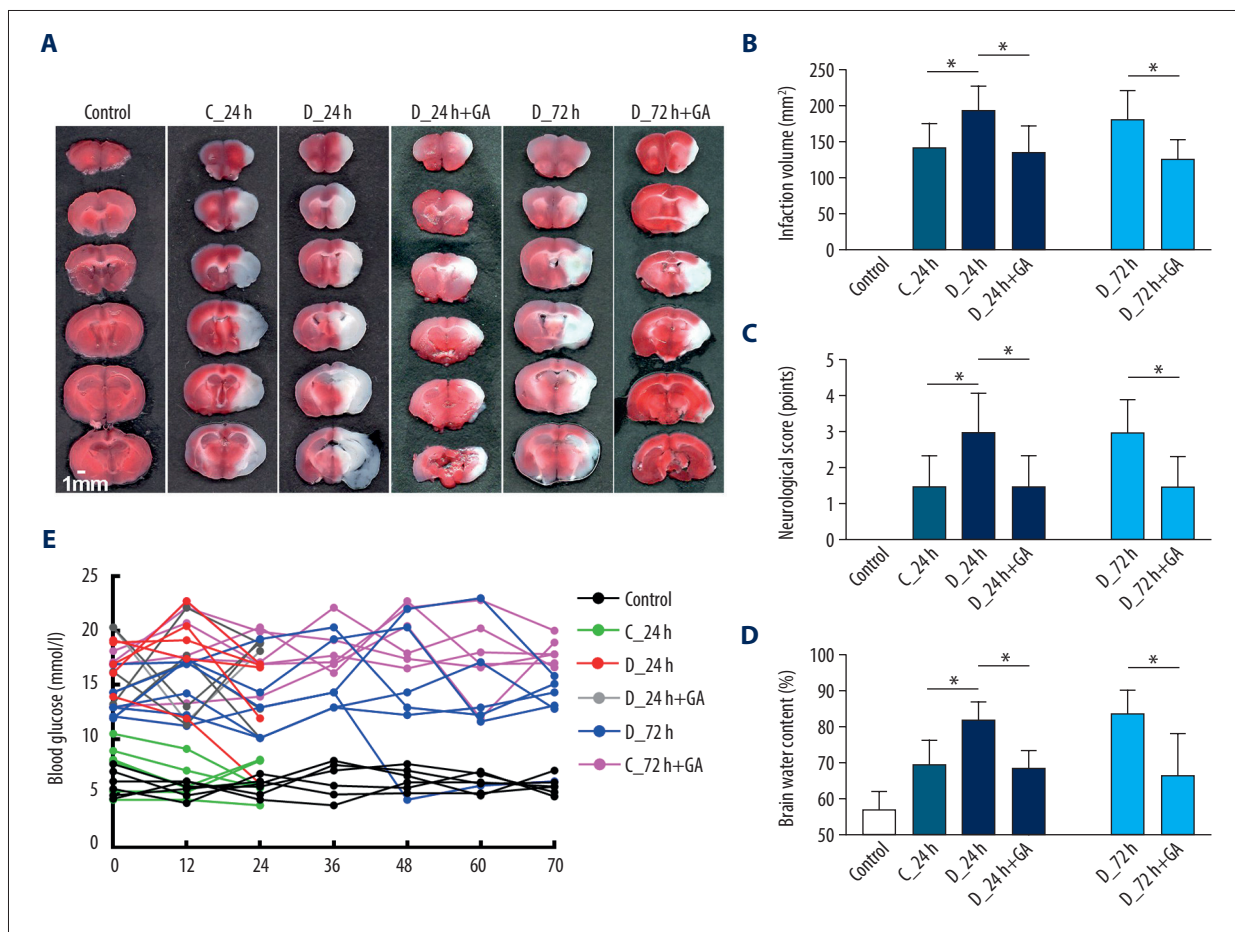 A
Control C_24 h D_24 h D_24 h+GA D_72 h D_72 h+GA
1mm
B
Infaction volume (mm²)
250
200
150
100
50
0
Control C_24 h D_24 h D_24 h+GA D_72 h D_72 h+GA
* * *
C
Neurological score (points)
5
4
3
2
1
0
Control C_24 h D_24 h D_24 h+GA D_72 h D_72 h+GA
* * *
D
Brain water content (%)
100
90
80
70
60
50
Control C_24 h D_24 h D_24 h+GA D_72 h D_72 h+GA
* * *
E
Blood glucose (mmol/l)
25
20
15
10
5
0
0 12 24 36 48 60 70
Control
C_24 h
D_24 h
D_24 h+GA
D_72 h
C_72 h+GA